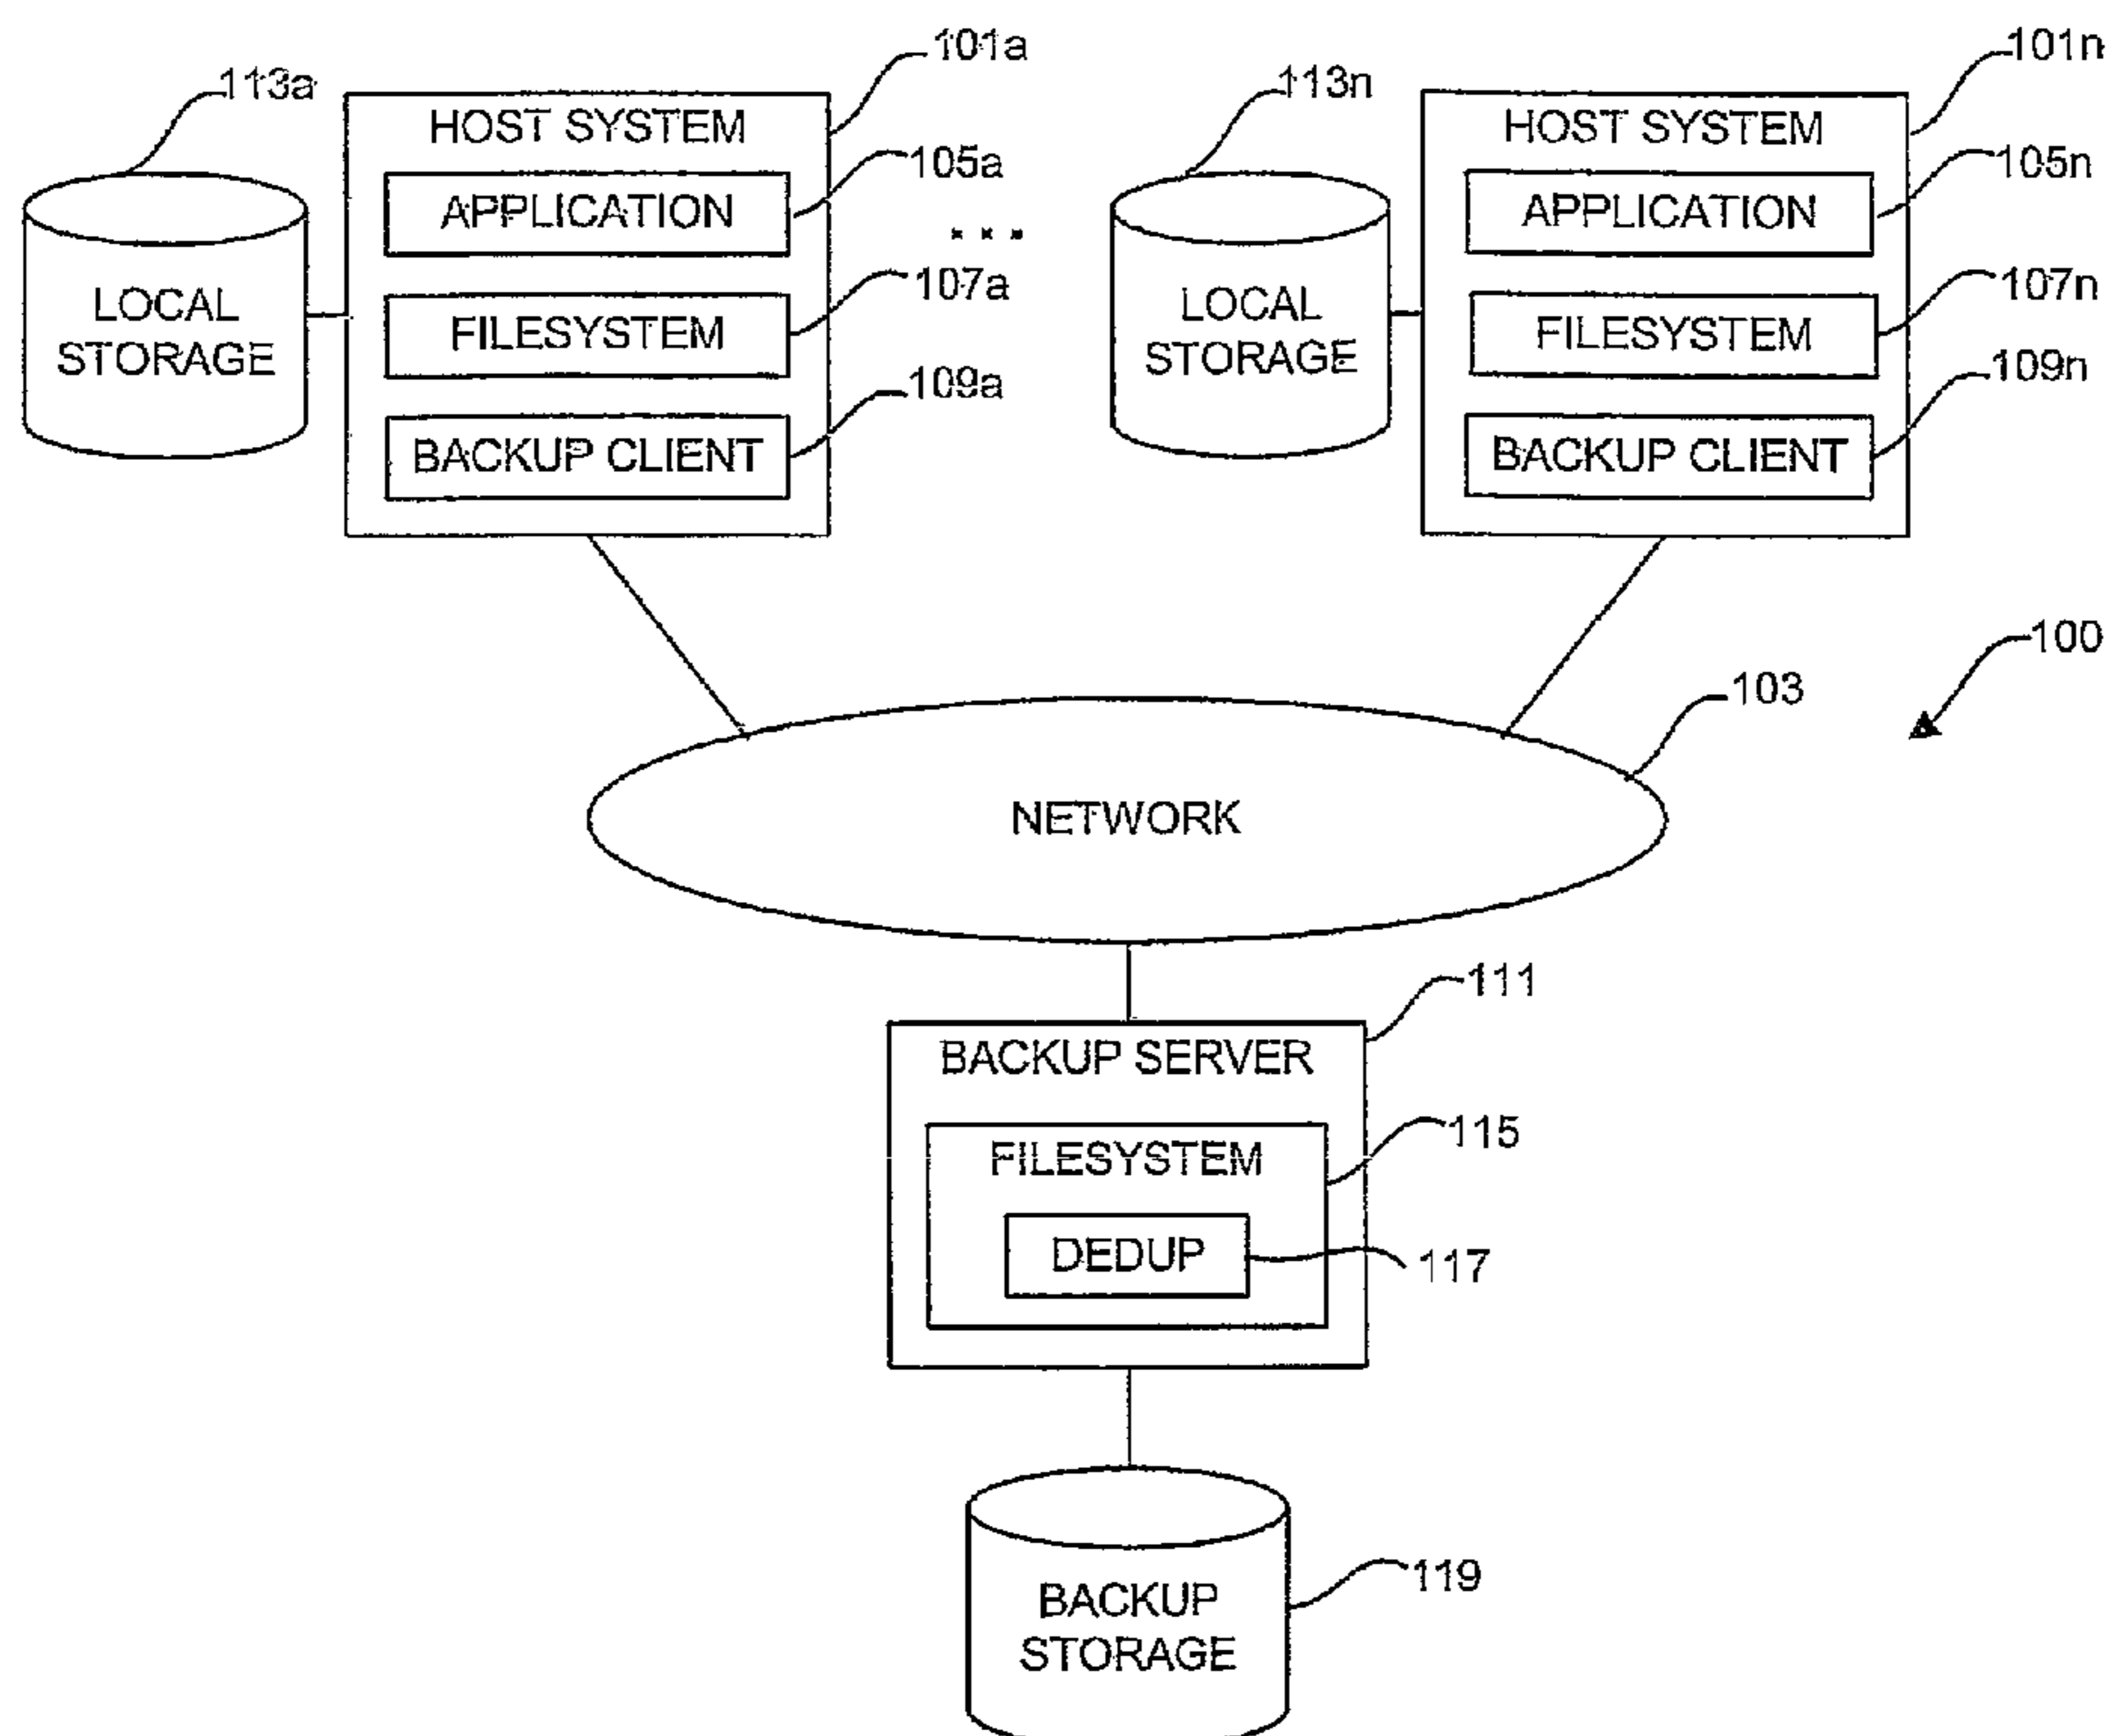 101a
101n
113a
113n
HOST SYSTEM
HOST SYSTEM
105a
105n
APPLICATION
APPLICATION
...
107a
107n
LOCAL
STORAGE
FILESYSTEM
LOCAL
STORAGE
FILESYSTEM
109a
109n
BACKUP CLIENT
BACKUP CLIENT
100
103
NETWORK
111
BACKUP SERVER
115
FILESYSTEM
DEDUP
117
119
BACKUP
STORAGE